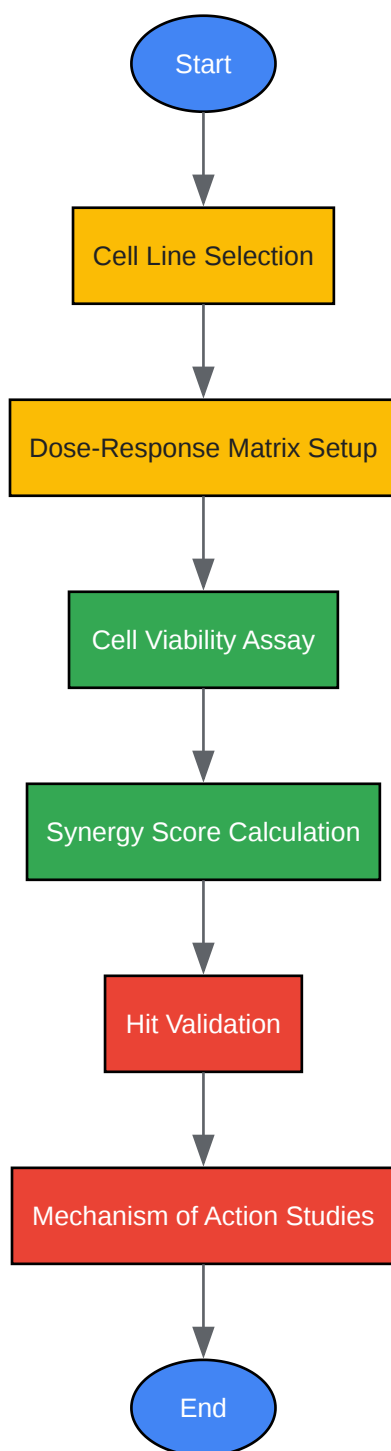 Start
Cell Line Selection
Dose-Response Matrix Setup
Cell Viability Assay
Synergy Score Calculation
Hit Validation
Mechanism of Action Studies
End